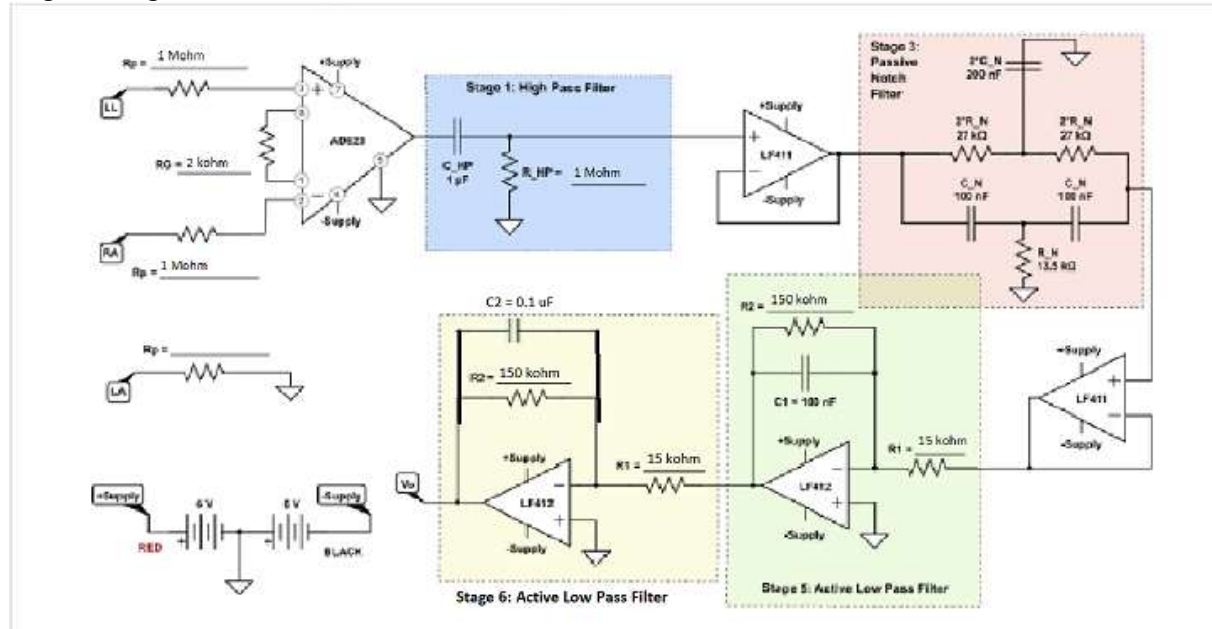 Rp = 1 Mohm
LL
+Supply
AD623
RG = 2 kohm
-Supply
RA
Rp = 1 Mohm
Rp =
LA
+Supply
-Supply
6 V
6 V
RED
BLACK
Stage 1: High Pass Filter
C_HP
1 µF
R_HP = 1 Mohm
+Supply
LF411
-Supply
Stage 3:
Passive
Notch
Filter
2*C_N
200 nF
2*R_N
27 kΩ
2*R_N
27 kΩ
C_N
100 nF
C_N
100 nF
R_N
13.5 kΩ
+Supply
LF411
-Supply
R2 = 150 kohm
C1 = 100 nF
+Supply
LF412
-Supply
R1 = 15 kohm
Stage 5: Active Low Pass Filter
C2 = 0.1 uF
R2 = 150 kohm
+Supply
LF412
-Supply
R1 = 15 kohm
Vo
Stage 6: Active Low Pass Filter